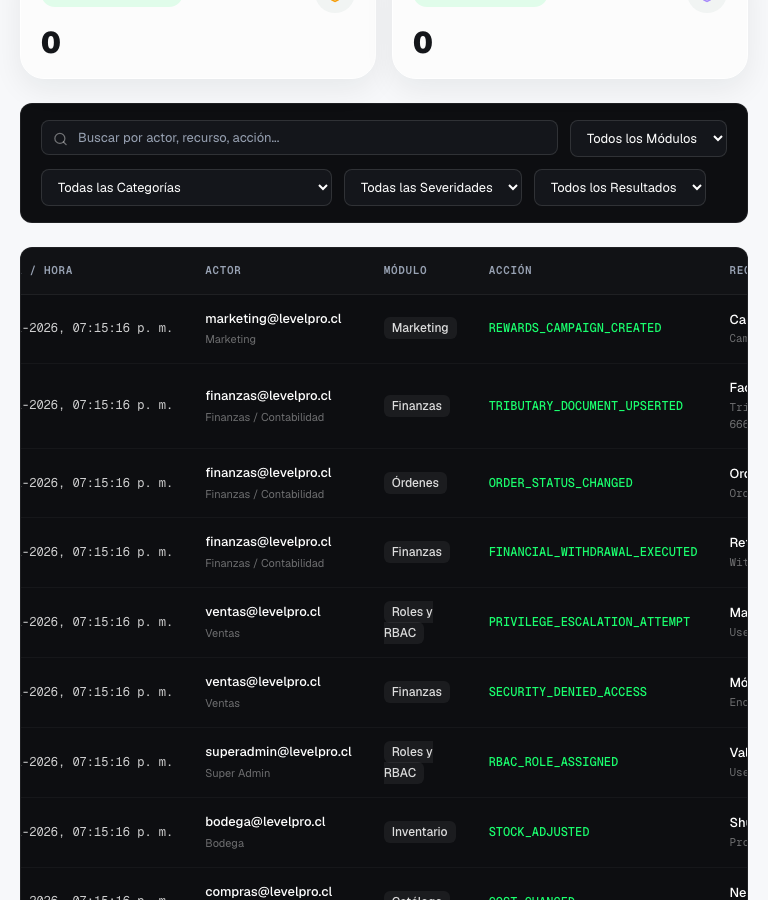 0
0
Buscar por actor, recurso, acción...
Todos los Módulos
Todas las Categorías
Todas las Severidades
Todos los Resultados
/ HORA ACTOR MÓDULO ACCIÓN
-2026, 07:15:16 p. m. marketing@levelpro.cl Marketing REWARDS_CAMPAIGN_CREATED
Marketing
finanzas@levelpro.cl
-2026, 07:15:16 p. m. Finanzas TRIBUTARY_DOCUMENT_UPSERTED
Finanzas / Contabilidad
666
finanzas@levelpro.cl
-2026, 07:15:16 p. m. Órdenes ORDER_STATUS_CHANGED
Finanzas / Contabilidad
finanzas@levelpro.cl
-2026, 07:15:16 p. m. Finanzas FINANCIAL_WITHDRAWAL_EXECUTED
Finanzas / Contabilidad
ventas@levelpro.cl Roles y
-2026, 07:15:16 p. m. PRIVILEGE_ESCALATION_ATTEMPT
Ventas RBAC
ventas@levelpro.cl
-2026, 07:15:16 p. m. Finanzas SECURITY_DENIED_ACCESS
Ventas
superadmin@levelpro.cl Roles y
-2026, 07:15:16 p. m. RBAC_ROLE_ASSIGNED
Super Admin RBAC
bodega@levelpro.cl
-2026, 07:15:16 p. m. Inventario STOCK_ADJUSTED
Bodega
compras@levelpro.cl